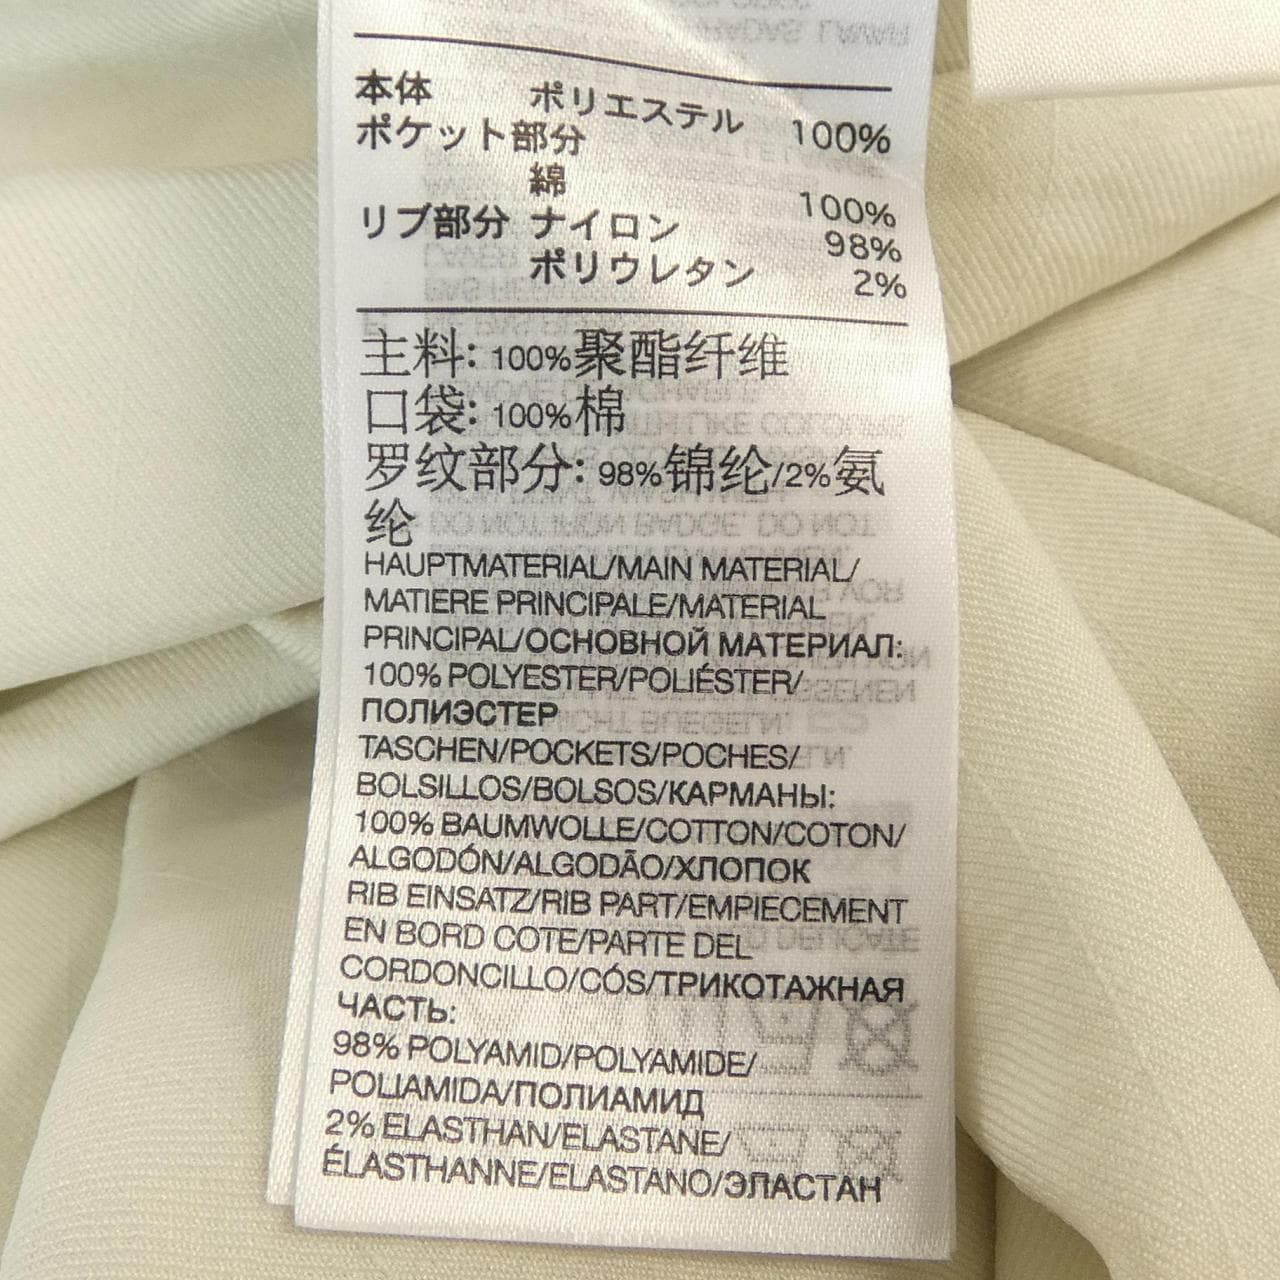 本体 ポリエステル 100%
ポケット部分
綿 100%
リブ部分 ナイロン 98%
ポリウレタン 2%
主料: 100%聚酯纤维
口袋: 100%棉
罗纹部分: 98%锦纶/2%氨
纶
HAUPTMATERIAL/MAIN MATERIAL/
MATIERE PRINCIPALE/MATERIAL
PRINCIPAL/ОСНОВНОЙ МАТЕРИАЛ:
100% POLYESTER/POLIÉSTER/
ПОЛИЭСТЕР
TASCHEN/POCKETS/POCHES/
BOLSILLOS/BOLSOS/КАРМАНЫ:
100% BAUMWOLLE/COTTON/COTON/
ALGODÓN/ALGODÃO/ХЛОПОК
RIB EINSATZ/RIB PART/EMPIECEMENT
EN BORD COTE/PARTE DEL
CORDONCILLO/CÓS/ТРИКОТАЖНАЯ
ЧАСТЬ:
98% POLYAMID/POLYAMIDE/
POLIAMIDA/ПОЛИАМИД
2% ELASTHAN/ELASTANE/
ÉLASTHANNE/ELASTANO/ЭЛАСТАН